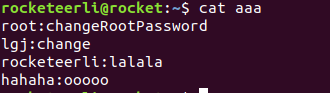 rocketeerli@rocket:~$ cat aaa
root:changeRootPassword
lgj:change
rocketeerli:lalala
hahaha:ooooo